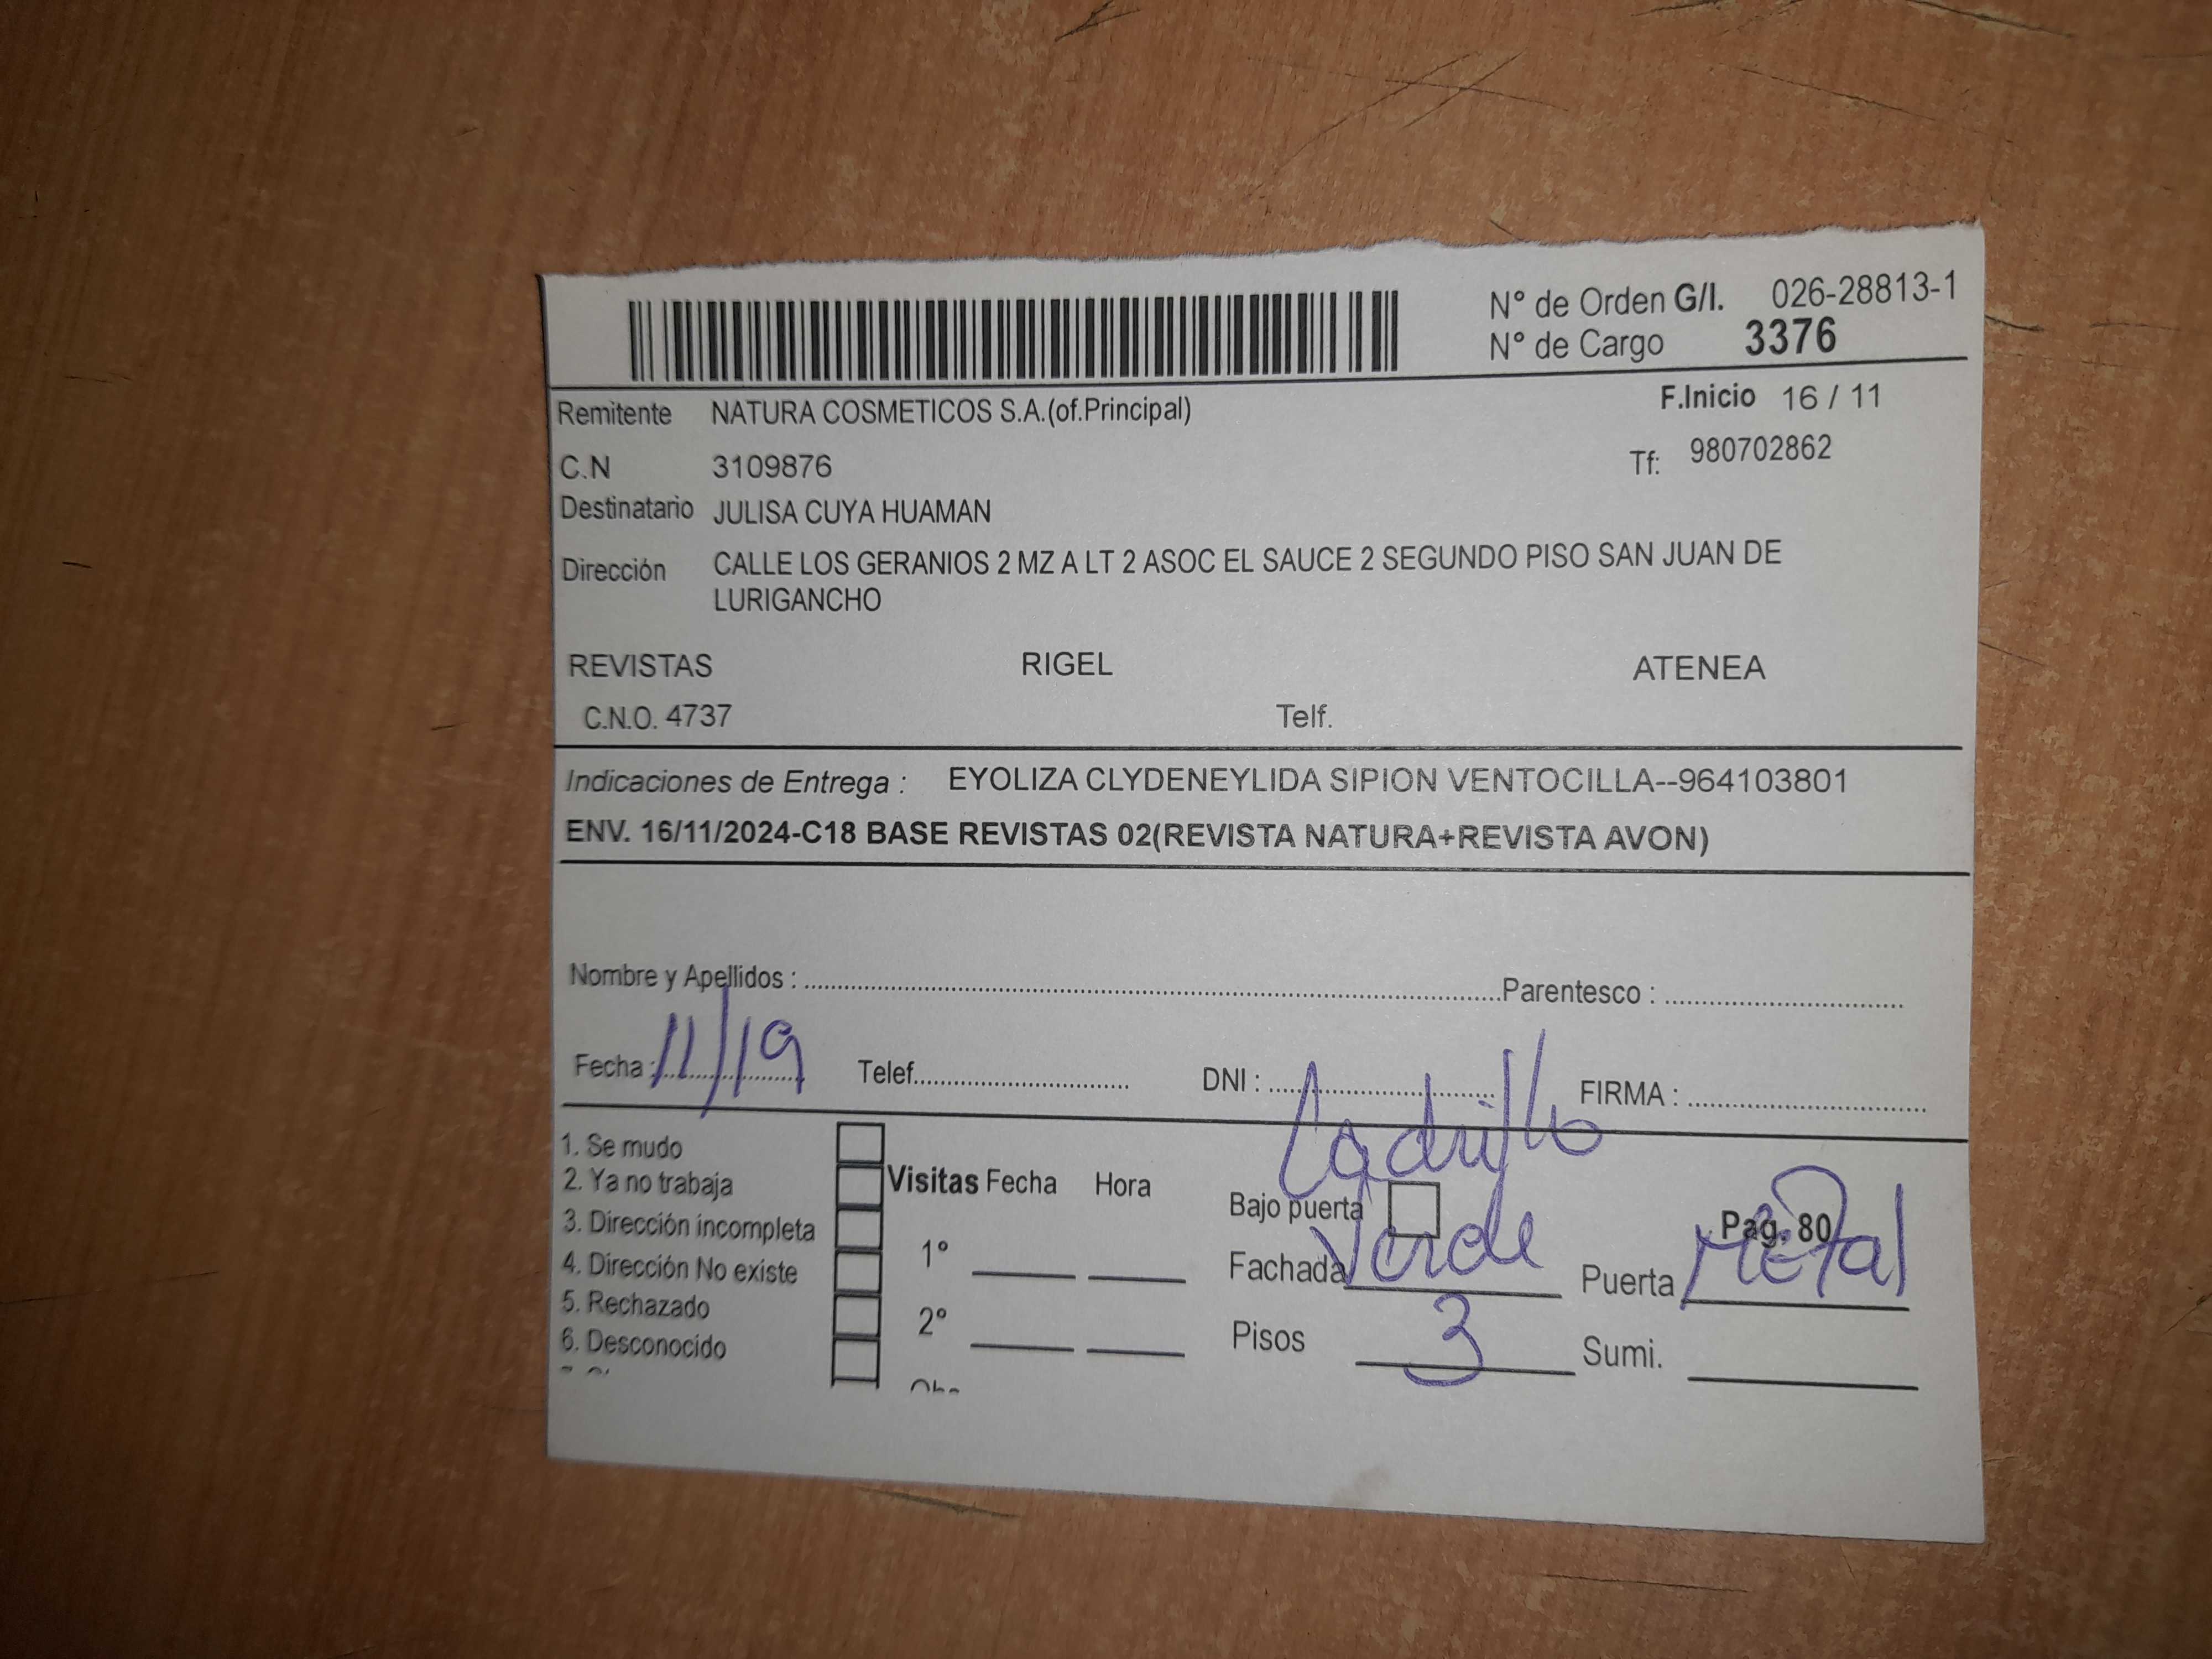 N° de Orden G/I. 026-28813-1
N° de Cargo 3376
F.Inicio 16 / 11
Remitente NATURA COSMETICOS S.A.(of.Principal)
C.N 3109876 Tf: 980702862
Destinatario JULISA CUYA HUAMAN
Dirección CALLE LOS GERANIOS 2 MZ A LT 2 ASOC EL SAUCE 2 SEGUNDO PISO SAN JUAN DE
LURIGANCHO
REVISTAS RIGEL ATENEA
C.N.O. 4737 Telf.
Indicaciones de Entrega : EYOLIZA CLYDENEYLIDA SIPION VENTOCILLA--964103801
ENV. 16/11/2024-C18 BASE REVISTAS 02(REVISTA NATURA+REVISTA AVON)
Nombre y Apellidos : Parentesco :
Fecha : 11/19 Telef. DNI : FIRMA :
Ladrillo
1. Se mudo
2. Ya no trabaja
3. Dirección incompleta
4. Dirección No existe
5. Rechazado
6. Desconocido
Visitas Fecha Hora
1°
2°
Bajo puerta Pag. 80
Fachada Verde Puerta Metal
Pisos 3 Sumi.